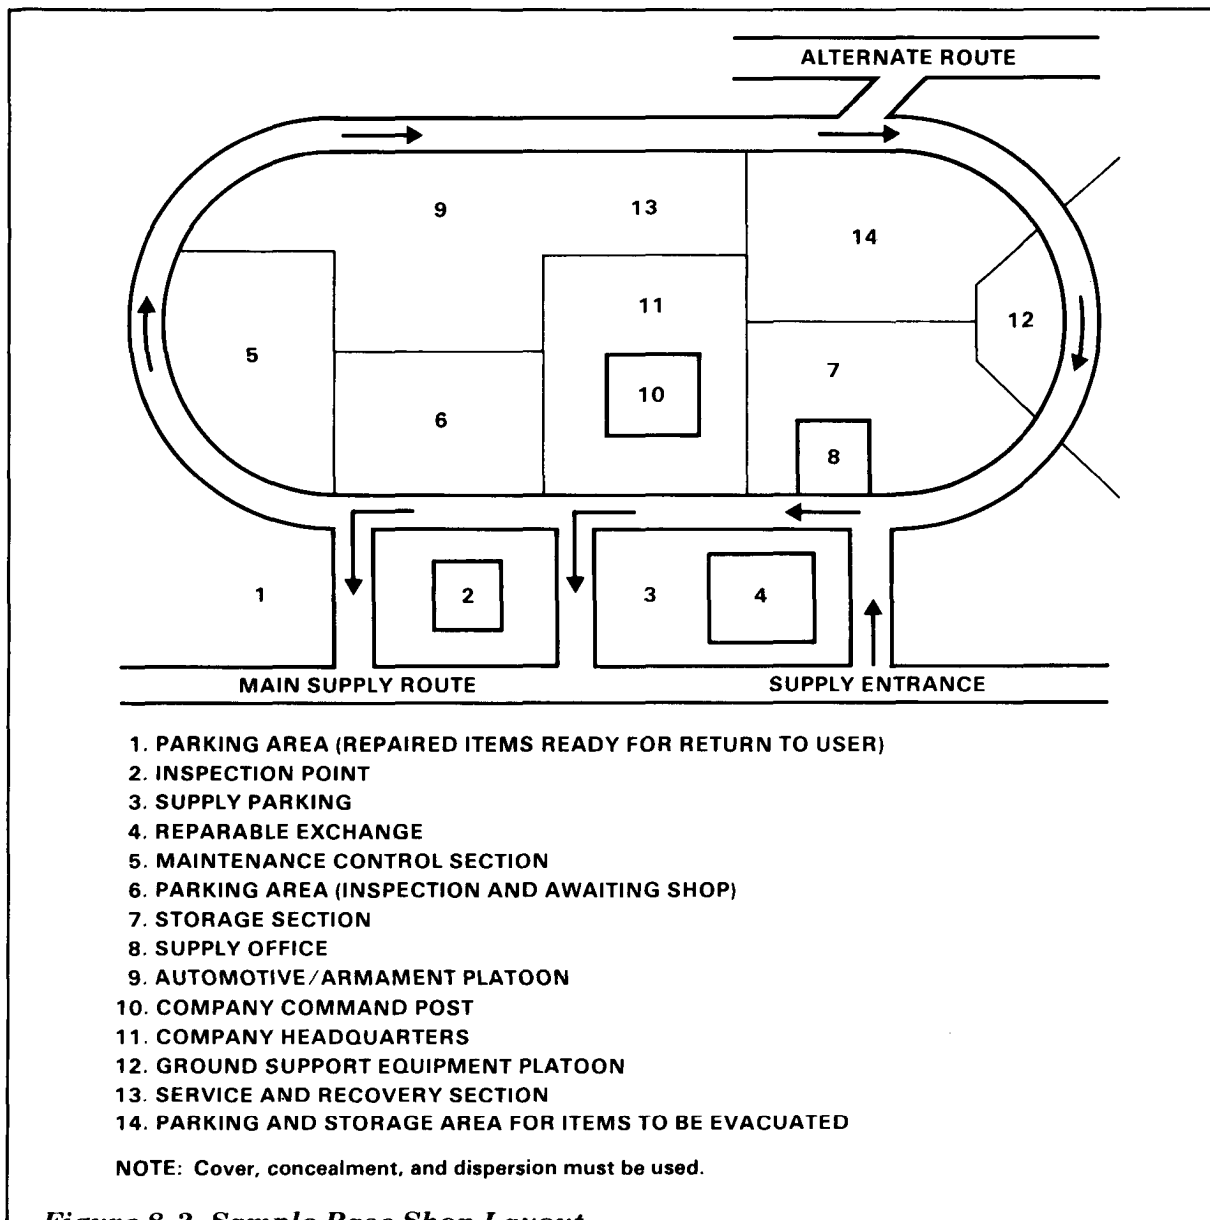 ALTERNATE ROUTE
9
13
14
11
12
5
7
10
6
8
1
2
3
4
MAIN SUPPLY ROUTE
SUPPLY ENTRANCE
1. PARKING AREA (REPAIRED ITEMS READY FOR RETURN TO USER)
2. INSPECTION POINT
3. SUPPLY PARKING
4. REPARABLE EXCHANGE
5. MAINTENANCE CONTROL SECTION
6. PARKING AREA (INSPECTION AND AWAITING SHOP)
7. STORAGE SECTION
8. SUPPLY OFFICE
9. AUTOMOTIVE/ARMAMENT PLATOON
10. COMPANY COMMAND POST
11. COMPANY HEADQUARTERS
12. GROUND SUPPORT EQUIPMENT PLATOON
13. SERVICE AND RECOVERY SECTION
14. PARKING AND STORAGE AREA FOR ITEMS TO BE EVACUATED
NOTE: Cover, concealment, and dispersion must be used.
Sample Base Shop Layout